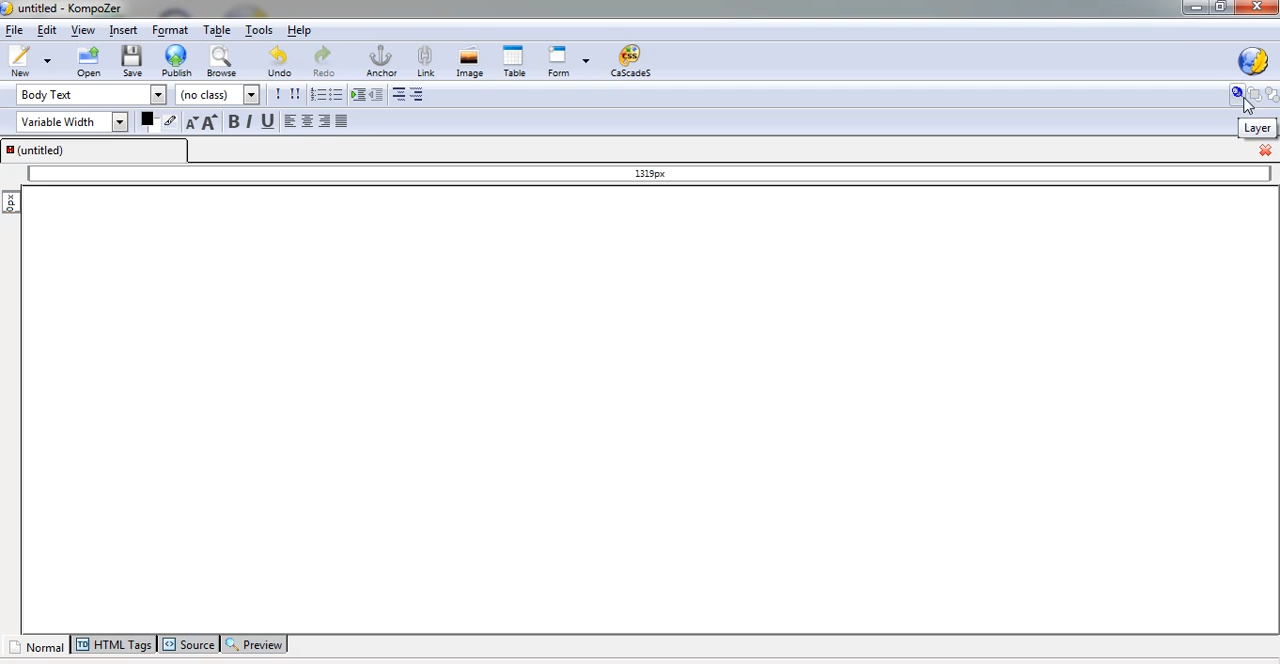 untitled - KompoZer
File Edit View Insert Format Table Tools Help
New Open Save Publish Browse Undo Redo Anchor Link Image Table Form CaScadeS
Body Text (no class)
Variable Width B I U
Layer
(untitled)
1319px
0px
Normal HTML Tags Source Preview